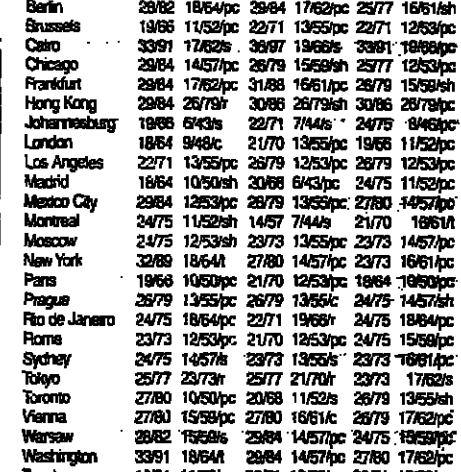 Berlin 28/82 18/64/pc 29/84 17/62/pc 25/77 16/61/sh
Brussels 19/66 11/52/pc 22/71 13/55/pc 22/71 12/53/pc
Cairo 33/91 17/62/s 36/97 19/66/s 33/91 19/66/pc
Chicago 29/84 14/57/pc 26/79 15/59/sh 25/77 12/53/pc
Frankfurt 29/84 17/62/pc 31/88 16/61/pc 26/79 15/59/sh
Hong Kong 29/84 26/79/r 30/86 26/79/sh 30/86 26/79/pc
Johannesburg 19/66 6/43/s 22/71 7/44/s 24/75 8/46/pc
London 18/64 9/48/c 21/70 13/55/pc 19/66 11/52/pc
Los Angeles 22/71 13/55/pc 26/79 12/53/pc 26/79 12/53/pc
Madrid 18/64 10/50/sh 20/68 6/43/pc 24/75 11/52/pc
Mexico City 29/84 12/53/pc 26/79 13/55/pc 27/80 14/57/pc
Montreal 24/75 11/52/sh 14/57 7/44/s 21/70 16/61/t
Moscow 24/75 12/53/sh 23/73 13/55/pc 23/73 14/57/pc
New York 32/89 18/64/t 27/80 14/57/pc 23/73 16/61/pc
Paris 19/66 10/50/pc 21/70 12/53/pc 18/64 10/50/pc
Prague 26/79 13/55/pc 26/79 13/55/c 24/75 14/57/sh
Rio de Janeiro 24/75 18/64/pc 22/71 19/66/r 24/75 18/64/pc
Rome 23/73 12/53/pc 21/70 12/53/pc 24/75 15/59/pc
Sydney 24/75 14/57/s 23/73 13/55/s 23/73 16/61/pc
Tokyo 25/77 23/73/r 25/77 21/70/r 23/73 17/62/s
Toronto 27/80 10/50/pc 20/68 11/52/s 26/79 13/55/sh
Vienna 27/80 15/59/pc 27/80 16/61/c 26/79 17/62/pc
Warsaw 28/82 15/59/s 29/84 14/57/pc 24/75 15/59/pc
Washington 33/91 18/64/t 29/84 14/57/pc 27/80 17/62/pc